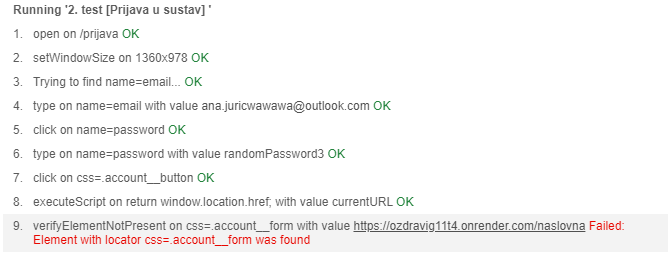 Running '2. test [Prijava u sustav] '
1. open on /prijava OK
2. setWindowSize on 1360x978 OK
3. Trying to find name=email... OK
4. type on name=email with value ana.juricwawawa@outlook.com OK
5. click on name=password OK
6. type on name=password with value randomPassword3 OK
7. click on css=.account__button OK
8. executeScript on return window.location.href; with value currentURL OK
9. verifyElementNotPresent on css=.account__form with value https://ozdravig11t4.onrender.com/naslovna Failed:
Element with locator css=.account__form was found